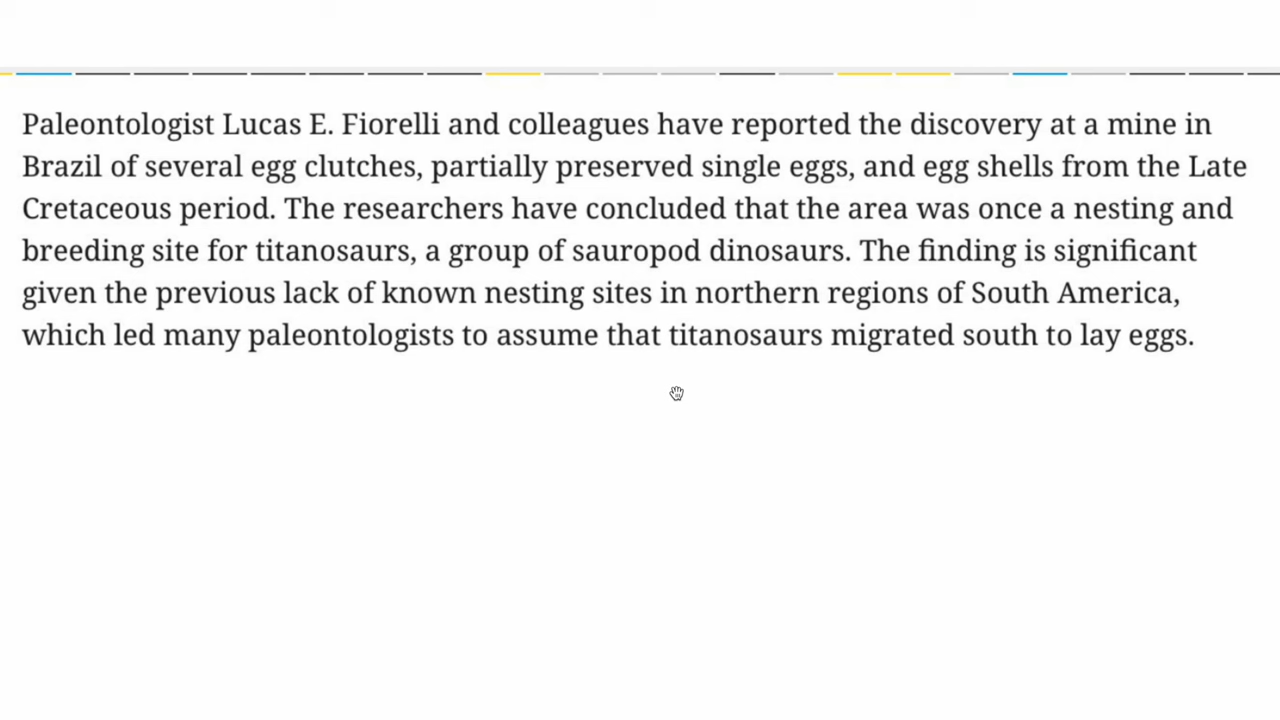 Paleontologist Lucas E. Fiorelli and colleagues have reported the discovery at a mine in
Brazil of several egg clutches, partially preserved single eggs, and egg shells from the Late
Cretaceous period. The researchers have concluded that the area was once a nesting and
breeding site for titanosaurs, a group of sauropod dinosaurs. The finding is significant
given the previous lack of known nesting sites in northern regions of South America,
which led many paleontologists to assume that titanosaurs migrated south to lay eggs.